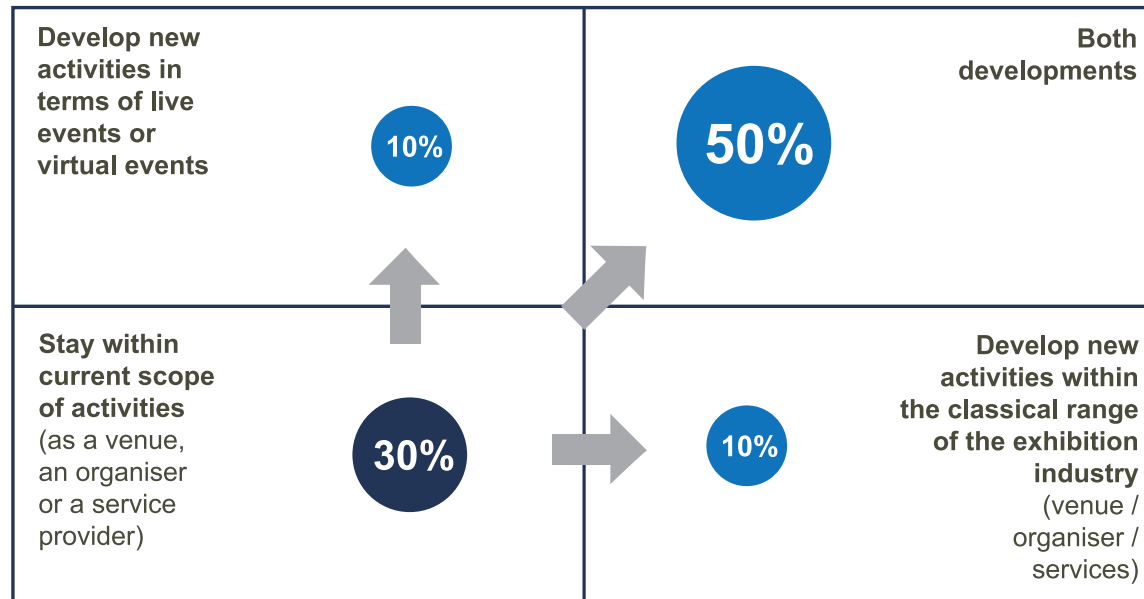 Develop new
activities in
terms of live
events or
virtual events
10%
Both
developments
50%
Stay within
current scope
of activities
(as a venue,
an organiser
or a service
provider)
30%
Develop new
activities within
the classical range
of the exhibition
industry
(venue /
organiser /
services)
10%